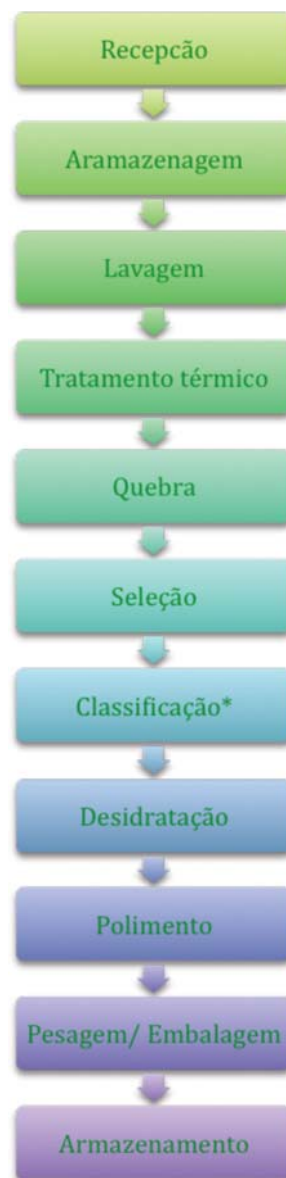 Recepcão
Aramazenagem
Lavagem
Tratamento térmico
Quebra
Seleção
Classificação*
Desidratação
Polimento
Pesagem/ Embalagem
Armazenamento